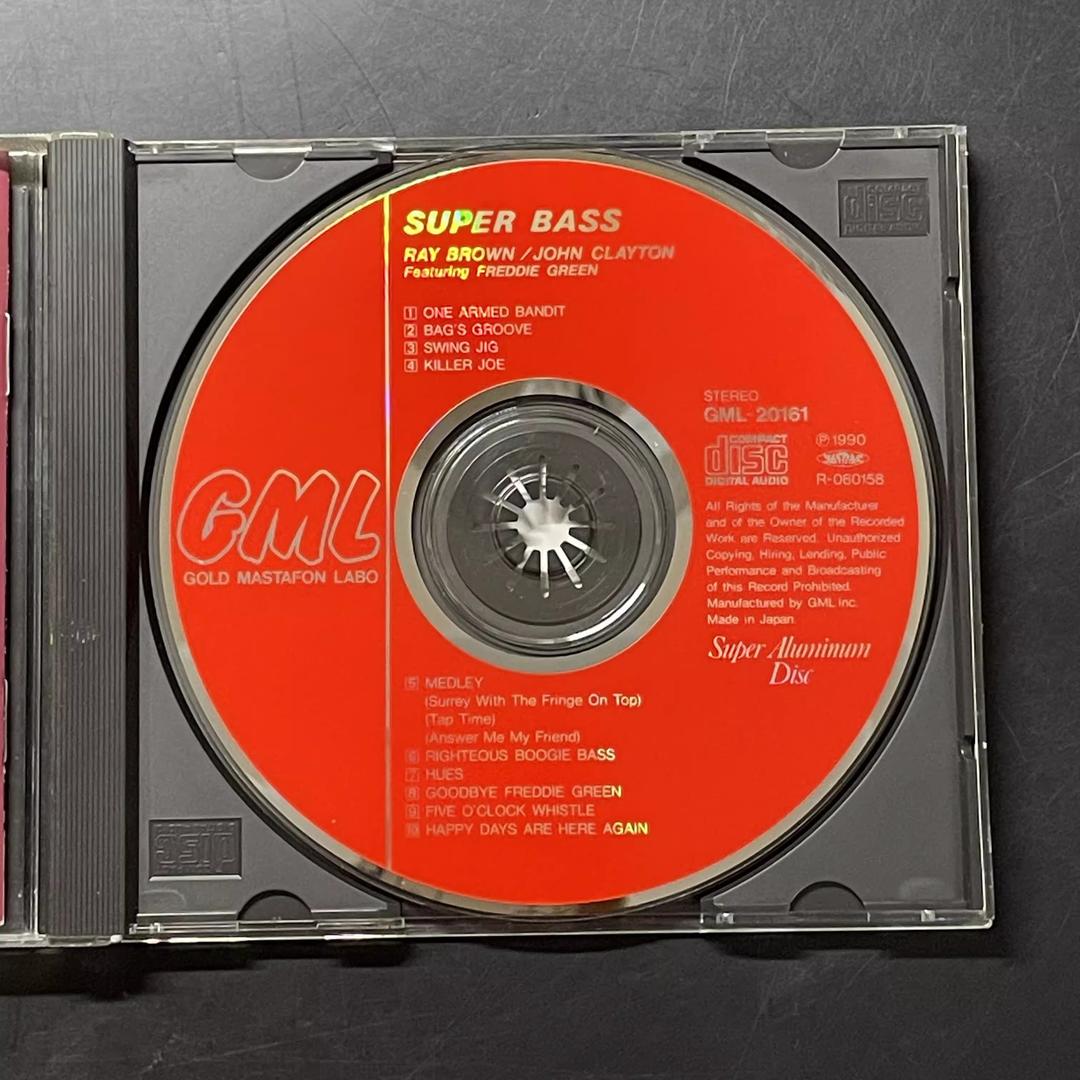 SUPER BASS
RAY BROWN / JOHN CLAYTON
Featuring FREDDIE GREEN
1 ONE ARMED BANDIT
2 BAG'S GROOVE
3 SWING JIG
4 KILLER JOE
STEREO
GML-20161
COMPACT
disc
DIGITAL AUDIO
℗1990
R-060158
GML
GOLD MASTAFON LABO
All Rights of the Manufacturer
and of the Owner of the Recorded
Work are Reserved. Unauthorized
Copying, Hiring, Lending, Public
Performance and Broadcasting
of this Record Prohibited.
Manufactured by GML inc.
Made in Japan.
Super Aluminum
Disc
5 MEDLEY
(Surrey With The Fringe On Top)
(Tap Time)
(Answer Me My Friend)
6 RIGHTEOUS BOOGIE BASS
7 HUES
8 GOODBYE FREDDIE GREEN
9 FIVE O'CLOCK WHISTLE
10 HAPPY DAYS ARE HERE AGAIN
COMPACT
disc
DIGITAL AUDIO
disc